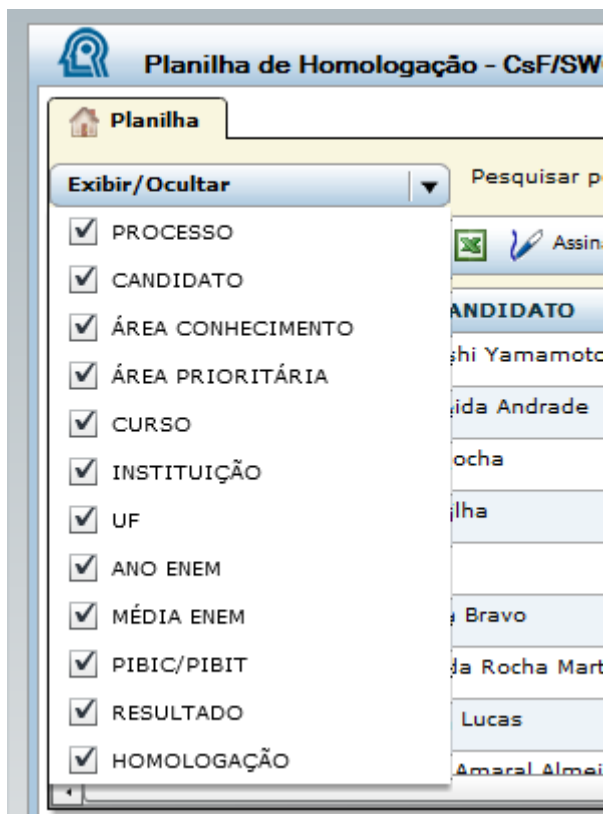 Planilha de Homologação - CsF/SW
Planilha
Exibir/Ocultar
Pesquisar
PROCESSO
CANDIDATO
ÁREA CONHECIMENTO
ÁREA PRIORITÁRIA
CURSO
INSTITUIÇÃO
UF
ANO ENEM
MÉDIA ENEM
PIBIC/PIBIT
RESULTADO
HOMOLOGAÇÃO
Assin
ANDIDATO
shi Yamamoto
ida Andrade
ocha
ilha
Bravo
da Rocha Mart
Lucas
Amaral Almei